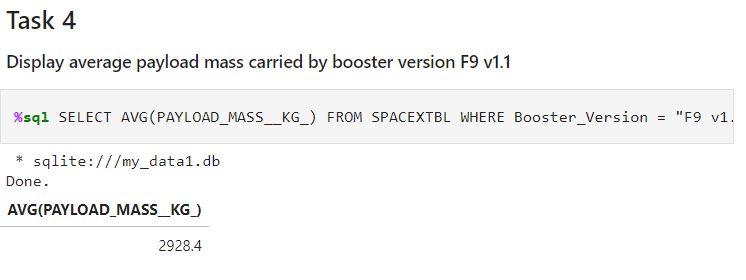 Task 4
Display average payload mass carried by booster version F9 v1.1
%sql SELECT AVG(PAYLOAD_MASS__KG_) FROM SPACEXTBL WHERE Booster_Version = "F9 v1.
* sqlite:///my_data1.db
Done.
AVG(PAYLOAD_MASS__KG_)
2928.4